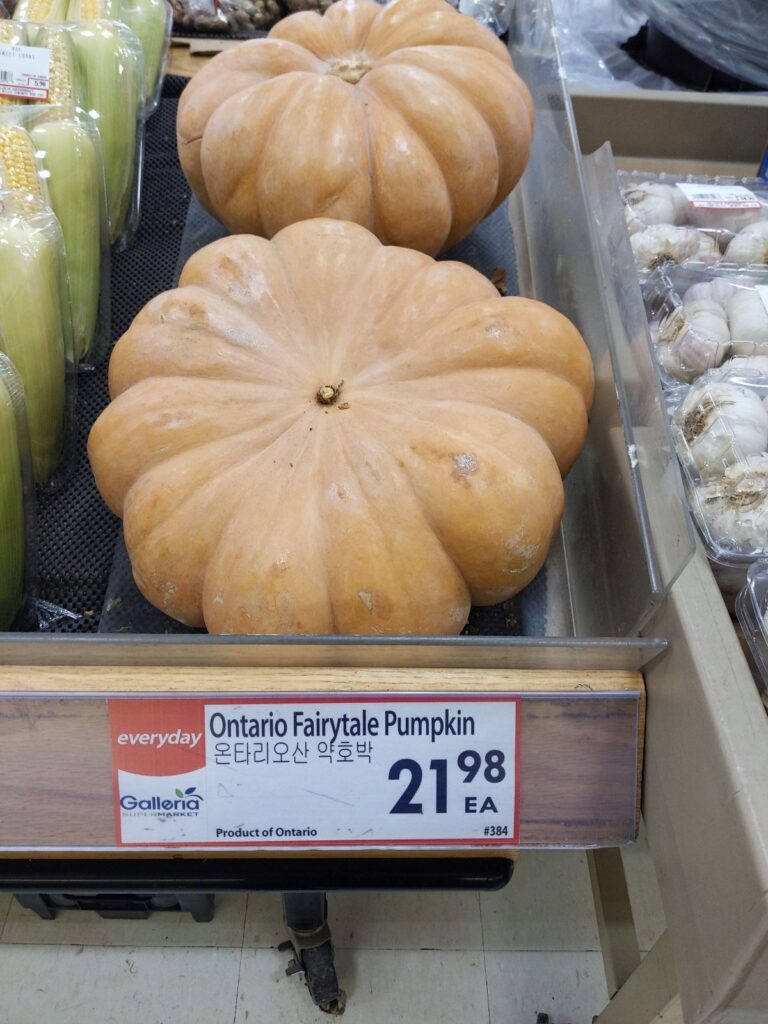 everyday
Ontario Fairytale Pumpkin
온타리오산 약호박
21 98
EA
Galleria
SUPERMARKET
Product of Ontario
#384